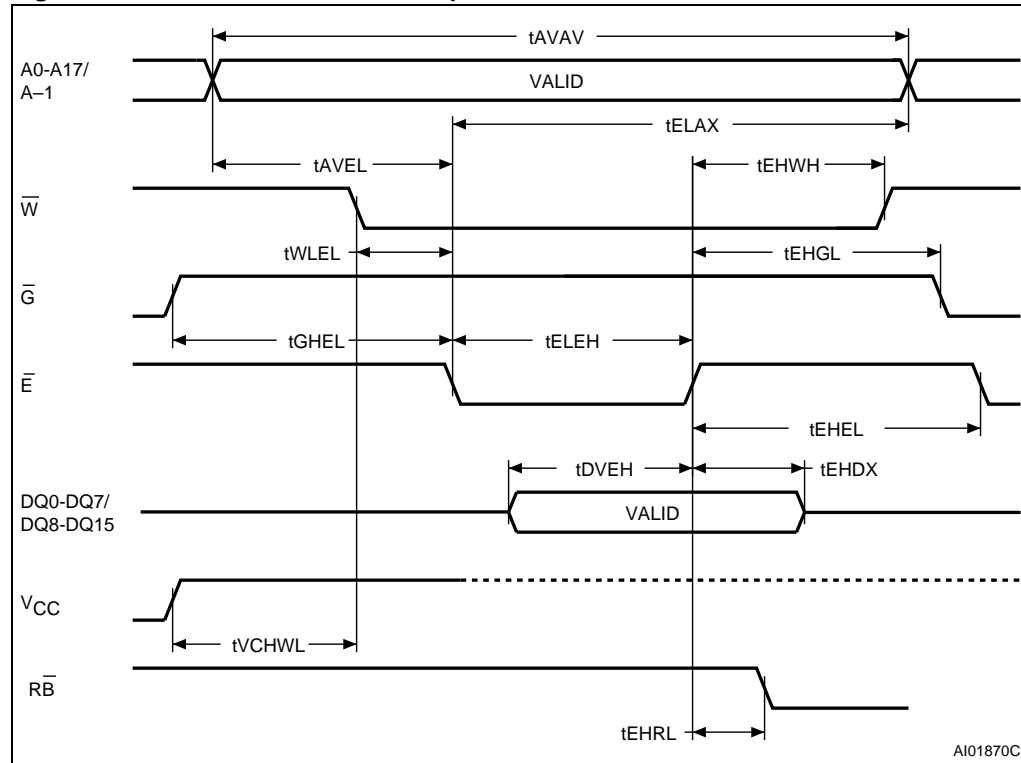 tAVAV
A0-A17/
A–1
VALID
tELAX
tAVEL
tEHWH
W̅
tWLEL
tEHGL
G̅
tGHEL
tELEH
E̅
tEHEL
tDVEH
tEHDX
DQ0-DQ7/
DQ8-DQ15
VALID
VCC
tVCHWL
RB̅
tEHRL
AI01870C